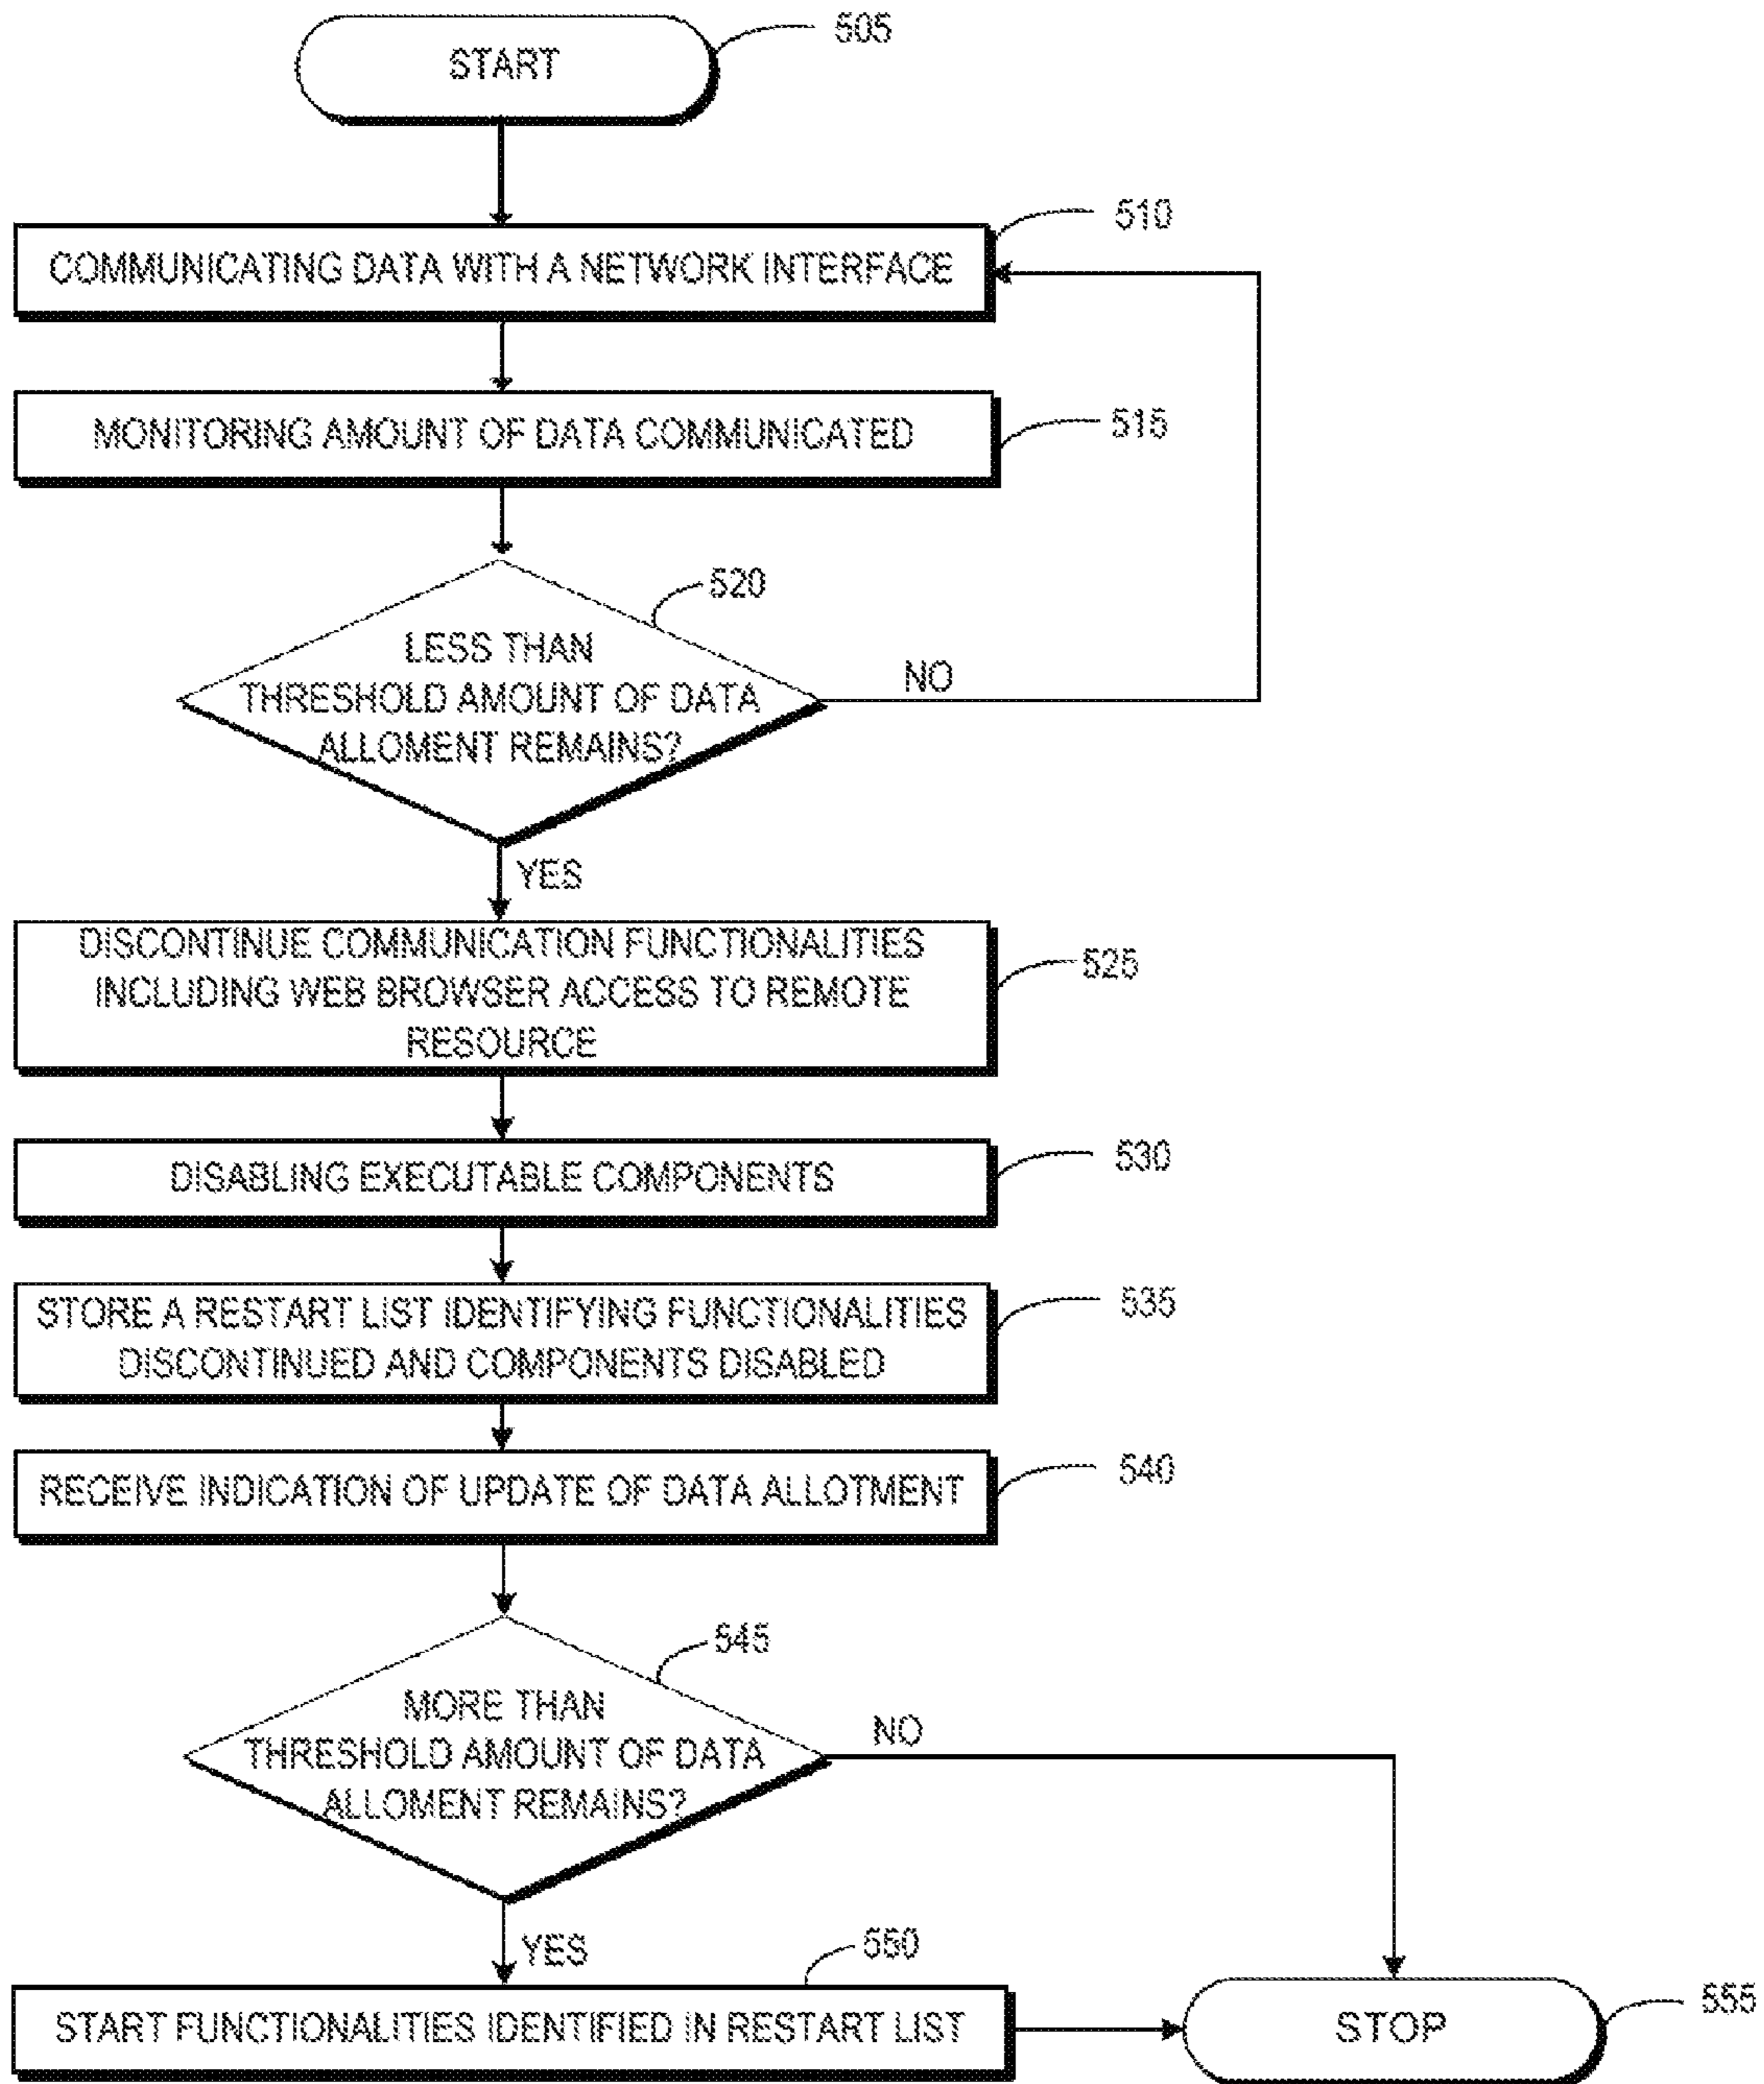 START
505
510
COMMUNICATING DATA WITH A NETWORK INTERFACE
MONITORING AMOUNT OF DATA COMMUNICATED
515
520
LESS THAN
THRESHOLD AMOUNT OF DATA
ALLOMENT REMAINS?
NO
YES
DISCONTINUE COMMUNICATION FUNCTIONALITIES
INCLUDING WEB BROWSER ACCESS TO REMOTE
RESOURCE
525
DISABLING EXECUTABLE COMPONENTS
530
STORE A RESTART LIST IDENTIFYING FUNCTIONALITIES
DISCONTINUED AND COMPONENTS DISABLED
535
RECEIVE INDICATION OF UPDATE OF DATA ALLOTMENT
540
545
MORE THAN
THRESHOLD AMOUNT OF DATA
ALLOMENT REMAINS?
NO
YES
550
START FUNCTIONALITIES IDENTIFIED IN RESTART LIST
STOP
555